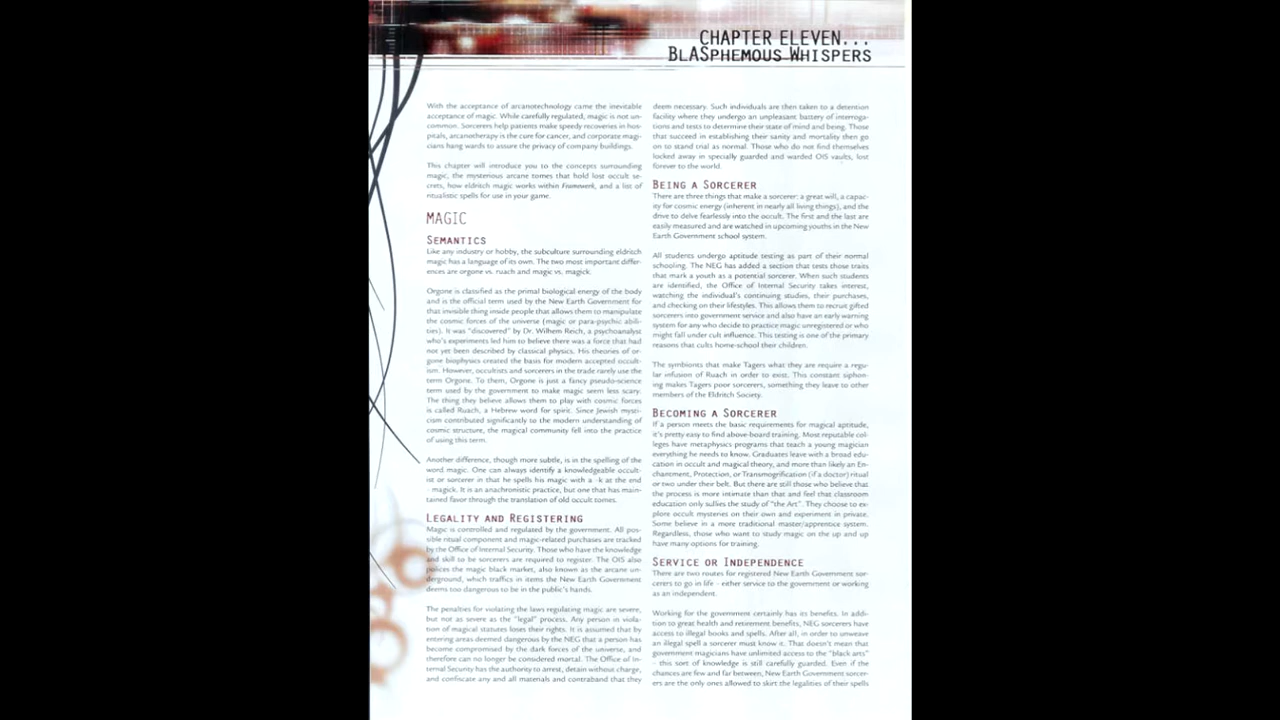 CHAPTER ELEVEN...
BLASPHEMOUS WHISPERS
With the acceptance of arcanotechnology came the inevitable
acceptance of magic. While carefully regulated, magic is not un-
common. Sorcerers help patients make speedy recoveries in hos-
pitals, arcanotherapy is the cure for cancer, and corporate magi-
cians hang wards to assure the privacy of company buildings.
This chapter will introduce you to the concepts surrounding
magic, the mysterious arcane tomes that hold lost occult se-
crets, how eldritch magic works within Framewerk, and a list of
ritualistic spells for use in your game.
MAGIC
SEMANTICS
Like any industry or hobby, the subculture surrounding eldritch
magic has a language of its own. The two most important differ-
ences are orgone vs. ruach and magic vs. magick.
Orgone is classified as the primal biological energy of the body
and is the official term used by the New Earth Government for
that invisible thing inside people that allows them to manipulate
the cosmic forces of the universe (magic or para-psychic abili-
ties). It was "discovered" by Dr. Wilhem Reich, a psychoanalyst
who's experiments led him to believe there was a force that had
not yet been described by classical physics. His theories of or-
gone biophysics created the basis for modern accepted occult-
ism. However, occultists and sorcerers in the trade rarely use the
term Orgone. To them, Orgone is just a fancy pseudo-science
term used by the government to make magic seem less scary.
The thing they believe allows them to play with cosmic forces
is called Ruach, a Hebrew word for spirit. Since Jewish mysti-
cism contributed significantly to the modern understanding of
cosmic structure, the magical community fell into the practice
of using this term.
Another difference, though more subtle, is in the spelling of the
word magic. One can always identify a knowledgeable occult-
ist or sorcerer in that he spells his magic with a -k at the end
- magick. It is an anachronistic practice, but one that has main-
tained favor through the translation of old occult tomes.
LEGALITY AND REGISTERING
Magic is controlled and regulated by the government. All pos-
sible ritual component and magic-related purchases are tracked
by the Office of Internal Security. Those who have the knowledge
and skill to be sorcerers are required to register. The OIS also
polices the magic black market, also known as the arcane un-
derground, which traffics in items the New Earth Government
deems too dangerous to be in the public's hands.
The penalties for violating the laws regulating magic are severe,
but not as severe as the "legal" process. Any person in viola-
tion of magical statutes loses their rights. It is assumed that by
entering areas deemed dangerous by the NEG that a person has
become compromised by the dark forces of the universe, and
therefore can no longer be considered mortal. The Office of In-
ternal Security has the authority to arrest, detain without charge,
and confiscate any and all materials and contraband that they
deem necessary. Such individuals are then taken to a detention
facility where they undergo an unpleasant battery of interroga-
tions and tests to determine their state of mind and being. Those
that succeed in establishing their sanity and mortality then go
on to stand trial as normal. Those who do not find themselves
locked away in specially guarded and warded OIS vaults, lost
forever to the world.
BEING A SORCERER
There are three things that make a sorcerer: a great will, a capac-
ity for cosmic energy (inherent in nearly all living things), and the
drive to delve fearlessly into the occult. The first and the last are
easily measured and are watched in upcoming youths in the New
Earth Government school system.
All students undergo aptitude testing as part of their normal
schooling. The NEG has added a section that tests those traits
that mark a youth as a potential sorcerer. When such students
are identified, the Office of Internal Security takes interest,
watching the individual's continuing studies, their purchases,
and checking on their lifestyles. This allows them to recruit gifted
sorcerers into government service and also have an early warning
system for any who decide to practice magic unregistered or who
might fall under cult influence. This testing is one of the primary
reasons that cults home-school their children.
The symbionts that make Tagers what they are require a regu-
lar infusion of Ruach in order to exist. This constant siphon-
ing makes Tagers poor sorcerers, something they leave to other
members of the Eldritch Society.
BECOMING A SORCERER
If a person meets the basic requirements for magical aptitude,
it's pretty easy to find above-board training. Most reputable col-
leges have metaphysics programs that teach a young magician
everything he needs to know. Graduates leave with a broad edu-
cation in occult and magical theory, and more than likely an En-
chantment, Protection, or Transmogrification (if a doctor) ritual
or two under their belt. But there are still those who believe that
the process is more intimate than that and feel that classroom
education only sullies the study of "the Art". They choose to ex-
plore occult mysteries on their own and experiment in private.
Some believe in a more traditional master/apprentice system.
Regardless, those who want to study magic on the up and up
have many options for training.
SERVICE OR INDEPENDENCE
There are two routes for registered New Earth Government sor-
cerers to go in life - either service to the government or working
as an independent.
Working for the government certainly has its benefits. In addi-
tion to great health and retirement benefits, NEG sorcerers have
access to illegal books and spells. After all, in order to unweave
an illegal spell a sorcerer must know it. That doesn't mean that
government magicians have unlimited access to the "black arts"
- this sort of knowledge is still carefully guarded. Even if the
chances are few and far between, New Earth Government sorcer-
ers are the only ones allowed to skirt the legalities of their spells